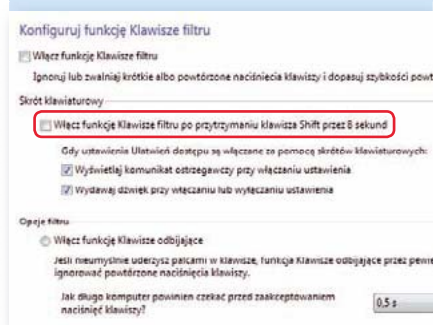 Konfiguruj funkcję Klawisze filtru
Włącz funkcję Klawisze filtru
Ignoruj lub zwalniaj krótkie albo powtórzone naciśnięcia klawiszy i dopasuj szybkości powt
Skrót klawiaturowy
Włącz funkcję Klawisze filtru po przytrzymaniu klawisza Shift przez 8 sekund
Gdy ustawienia Ułatwień dostępu są włączane za pomocą skrótów klawiaturowych:
Wyświetlaj komunikat ostrzegawczy przy włączaniu ustawienia
Wydawaj dźwięk przy włączaniu lub wyłączaniu ustawienia
Opcje filtru
Włącz funkcję Klawisze odbijające
Jeśli nieumyślnie uderzysz palcami w klawisze, funkcja Klawisze odbijające przez pewie
ignorować powtórzone naciśnięcia klawiszy.
Jak długo komputer powinien czekać przed zaakceptowaniem
naciśnięć klawiszy?
0,5 s